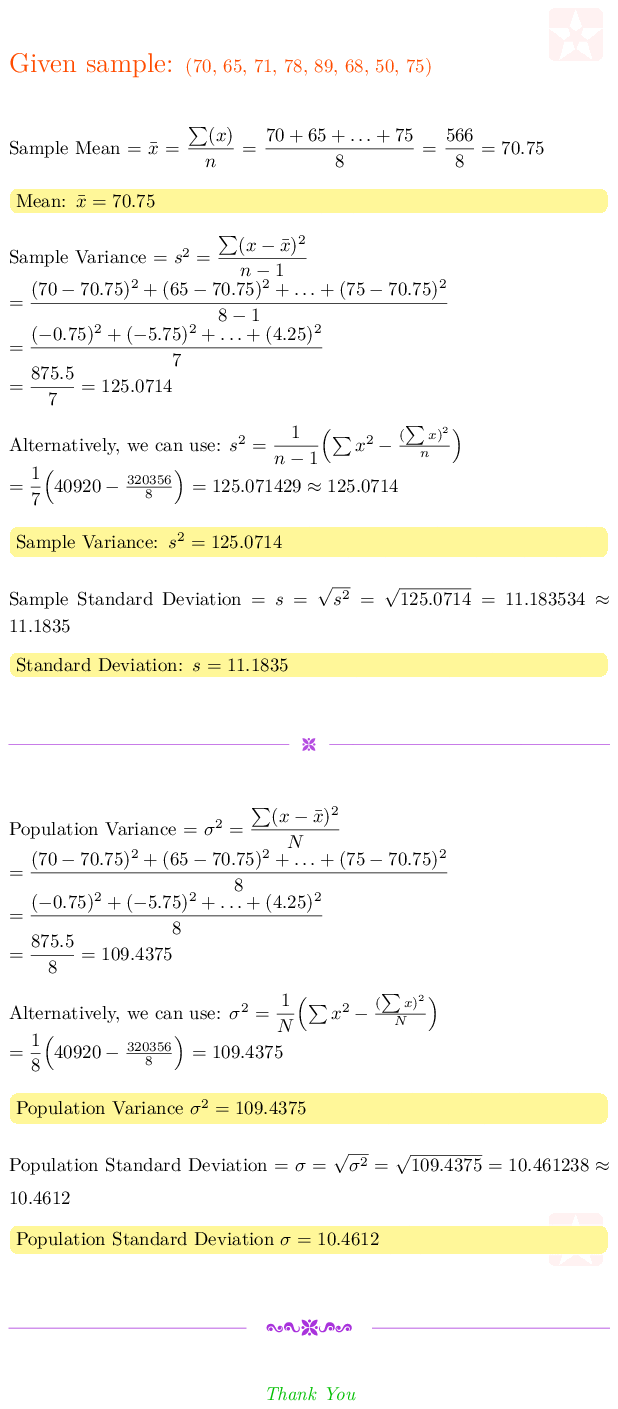 Given sample: (70, 65, 71, 78, 89, 68, 50, 75)
Sample Mean = x̄ = ∑(x)/n = (70 + 65 + … + 75)/8 = 566/8 = 70.75
Mean: x̄ = 70.75
Sample Variance = s² = ∑(x − x̄)²/(n − 1)
= ((70 − 70.75)² + (65 − 70.75)² + … + (75 − 70.75)²)/(8 − 1)
= ((−0.75)² + (−5.75)² + … + (4.25)²)/7
= 875.5/7 = 125.0714
Alternatively, we can use: s² = 1/(n − 1) (∑ x² − (∑ x)²/n)
= 1/7 (40920 − 320356/8) = 125.071429 ≈ 125.0714
Sample Variance: s² = 125.0714
Sample Standard Deviation = s = √s² = √125.0714 = 11.183534 ≈
11.1835
Standard Deviation: s = 11.1835
Population Variance = σ² = ∑(x − x̄)²/N
= ((70 − 70.75)² + (65 − 70.75)² + … + (75 − 70.75)²)/8
= ((−0.75)² + (−5.75)² + … + (4.25)²)/8
= 875.5/8 = 109.4375
Alternatively, we can use: σ² = 1/N (∑ x² − (∑ x)²/N)
= 1/8 (40920 − 320356/8) = 109.4375
Population Variance σ² = 109.4375
Population Standard Deviation = σ = √σ² = √109.4375 = 10.461238 ≈
10.4612
Population Standard Deviation σ = 10.4612
Thank You